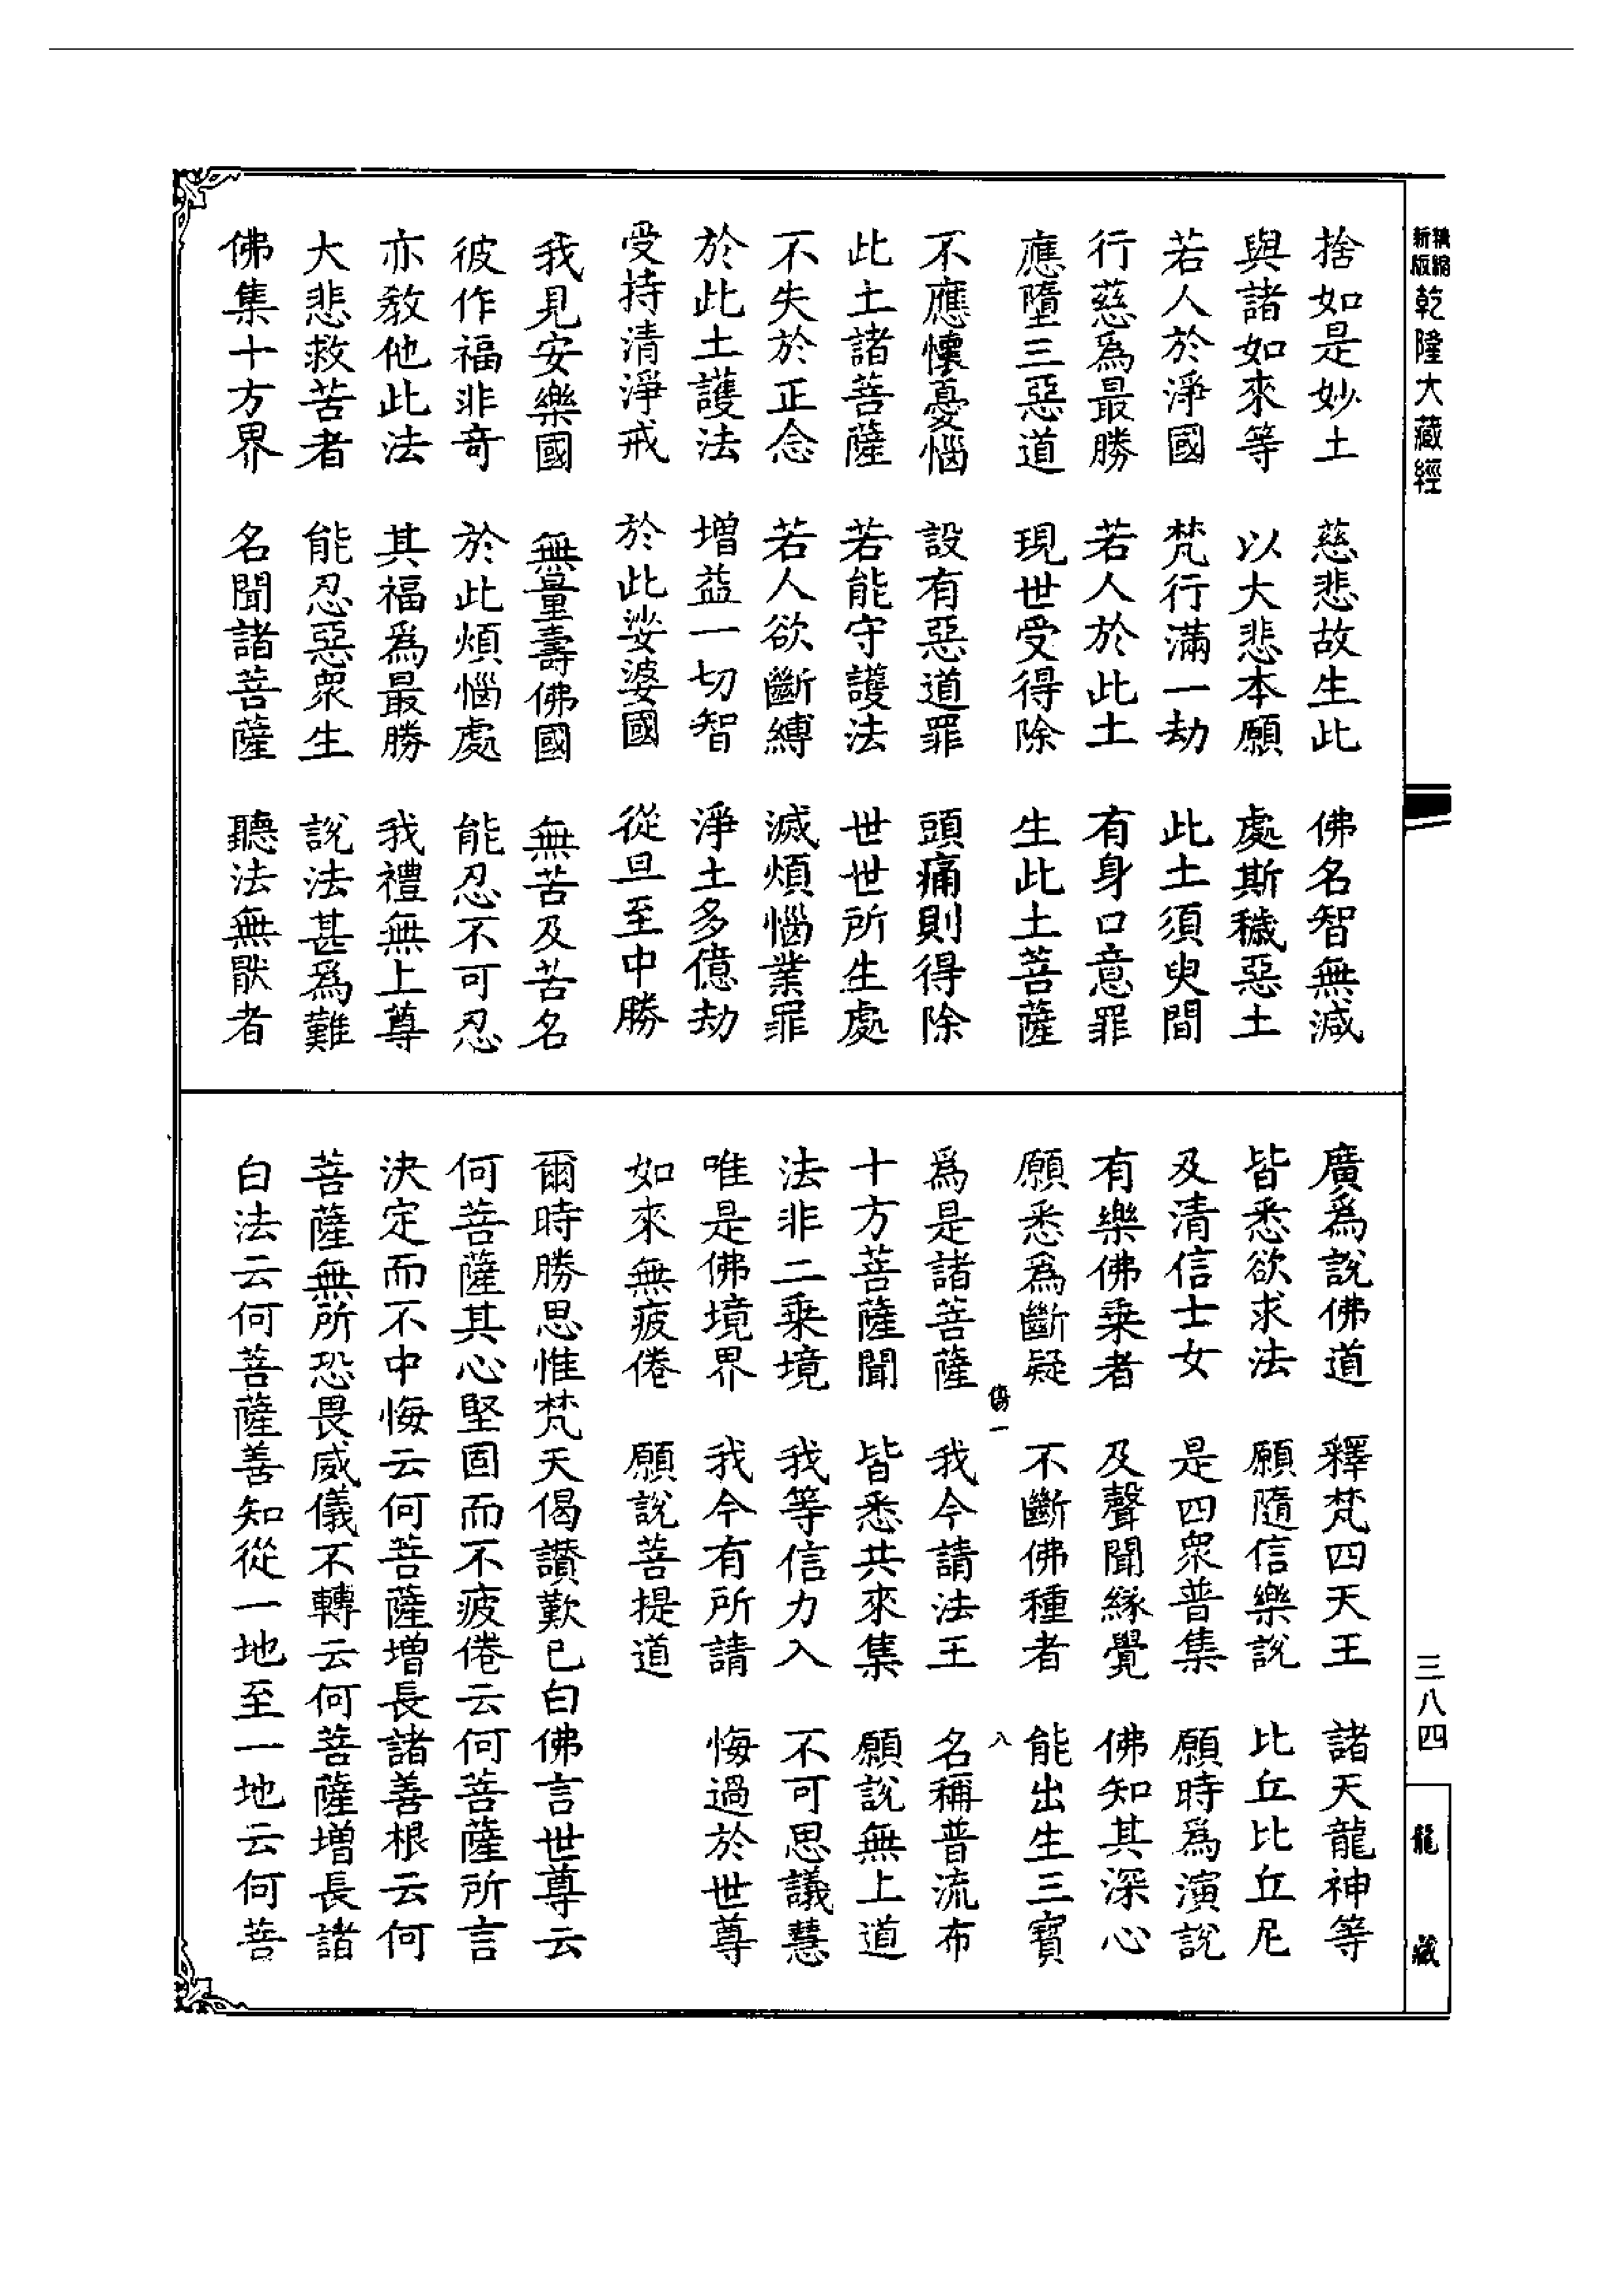 新版
精縮
乾隆大藏經
三八四
龍藏
捨如是妙土　慈悲故生此　佛名智無減
與諸如來等　以大悲本願　處斯穢惡土
若人於淨國　梵行滿一劫　此土須臾間
行慈爲最勝　若人於此土　有身口意罪
應墮三惡道　現世受得除　生此土菩薩
不應懷憂惱　設有惡道罪　頭痛則得除
此土諸菩薩　若能守護法　世世所生處
不失於正念　若人欲斷縛　滅煩惱業罪
於此土護法　增益一切智　淨土多億劫
受持清淨戒　於此娑婆國　從旦至中勝
我見安樂國　無量壽佛國　無苦及苦名
彼作福非奇　於此煩惱處　能忍不可忍
亦教他此法　其福爲最勝　我禮無上尊
大悲救苦者　能忍惡眾生　說法甚爲難
佛集十方界　名聞諸菩薩　聽法無猒者
廣爲說佛道　釋梵四天王　諸天龍神等
皆悉欲求法　願隨信樂說　比丘比丘尼
及清信士女　是四眾普集　願時爲演說
有樂佛乗者　及聲聞緣覺　佛知其深心
願悉爲斷疑　不斷佛種者　能出生三寶
傷一　八
爲是諸菩薩　我今請法王　名稱普流布
十方菩薩聞　皆悉共來集　願說無上道
法非二乗境　我等信力入　不可思議慧
唯是佛境界　我今有所請　悔過於世尊
如來無疲倦　願說菩提道
爾時勝思惟梵天偈讚歎已白佛言世尊云
何菩薩其心堅固而不疲倦云何菩薩所言
決定而不中悔云何菩薩增長諸善根云何
菩薩無所恐畏威儀不轉云何菩薩增長諸
白法云何菩薩善知從一地至一地云何菩